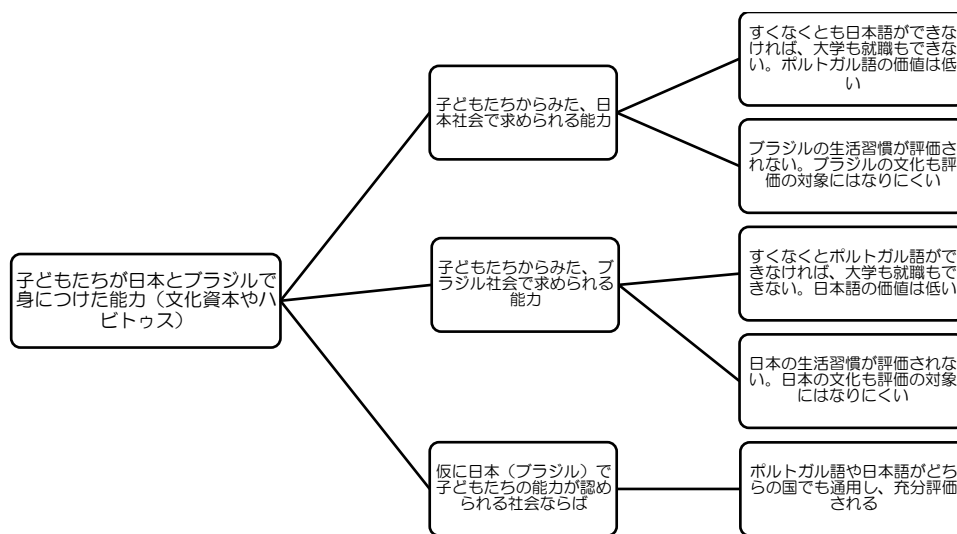 子どもたちが日本とブラジルで
身につけた能力（文化資本やハ
ビトゥス）
子どもたちからみた、日
本社会で求められる能力
すくなくとも日本語ができな
ければ、大学も就職もできな
い。ポルトガル語の価値は低
い
ブラジルの生活習慣が評価さ
れない。ブラジルの文化も評
価の対象にはなりにくい
子どもたちからみた、ブ
ラジル社会で求められる
能力
すくなくとポルトガル語がで
きなければ、大学も就職もで
きない。日本語の価値は低い
日本の生活習慣が評価されな
い。日本の文化も評価の対象
にはなりにくい
仮に日本（ブラジル）で
子どもたちの能力が認め
られる社会ならば
ポルトガル語や日本語がどち
らの国でも通用し、充分評価
される